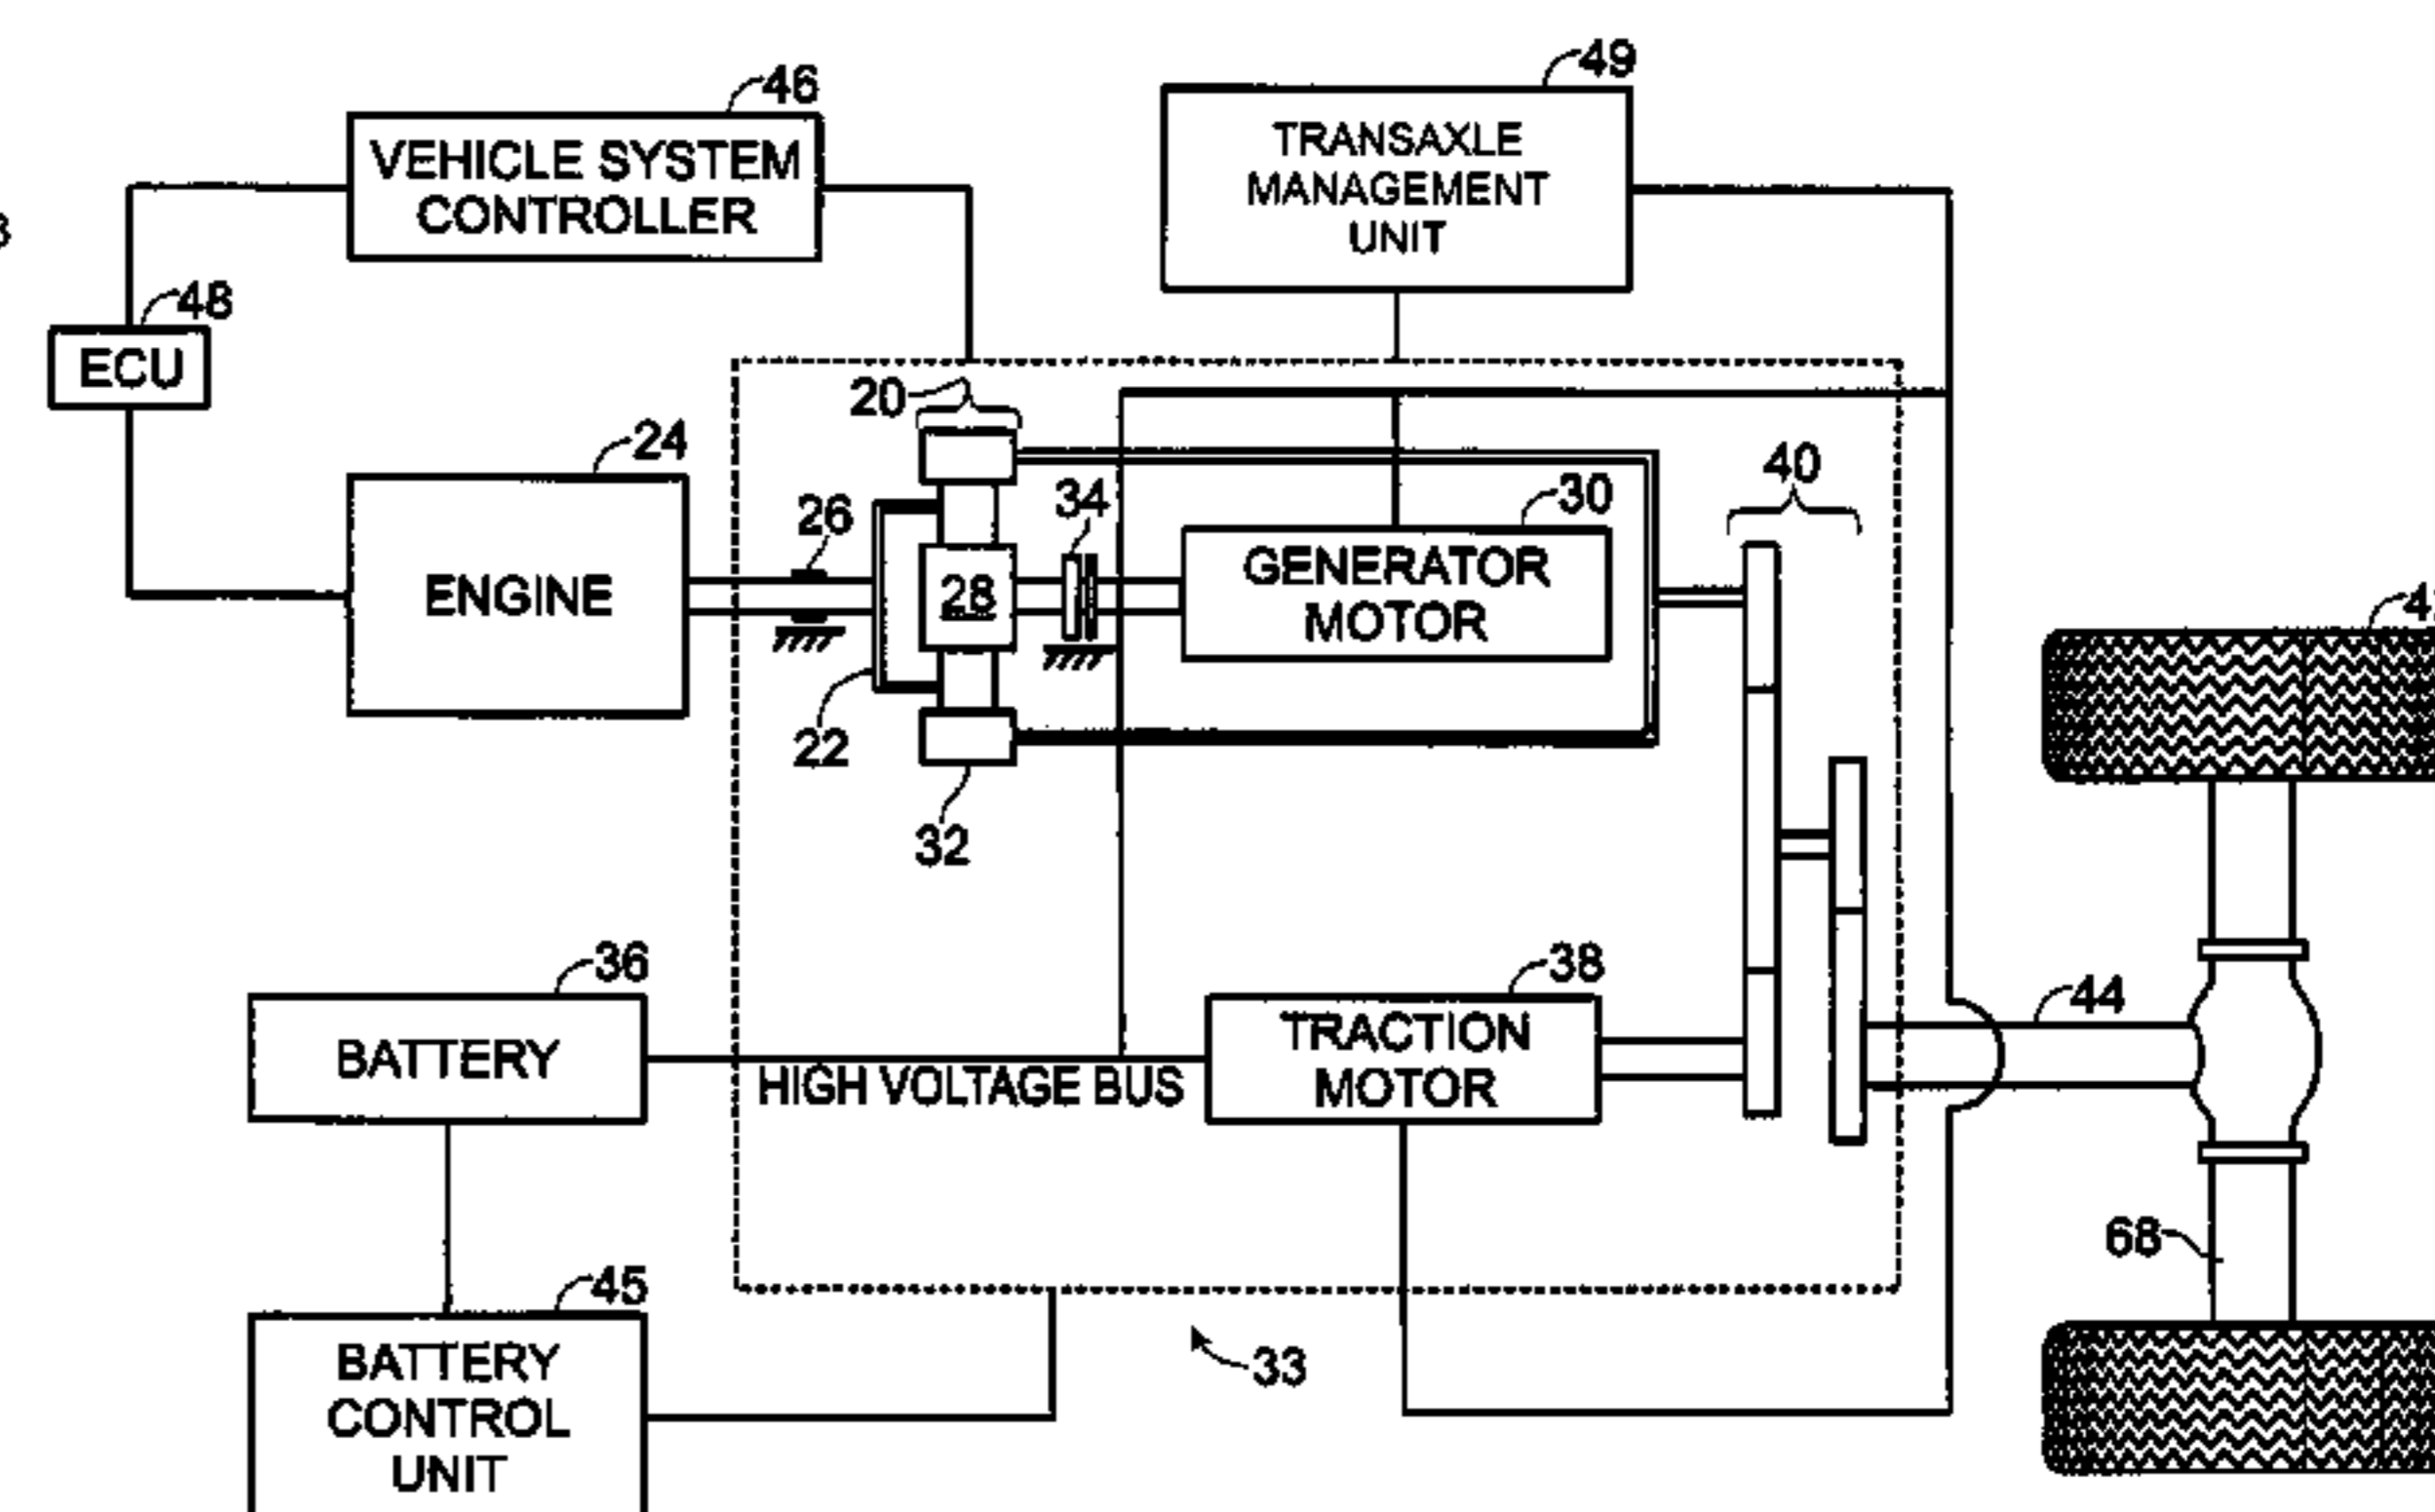 46
VEHICLE SYSTEM
CONTROLLER
49
TRANSAXLE
MANAGEMENT
UNIT
48
ECU
20
24
ENGINE
26
34
40
30
GENERATOR
MOTOR
28
22
32
36
BATTERY
HIGH VOLTAGE BUS
38
TRACTION
MOTOR
44
68
45
BATTERY
CONTROL
UNIT
33